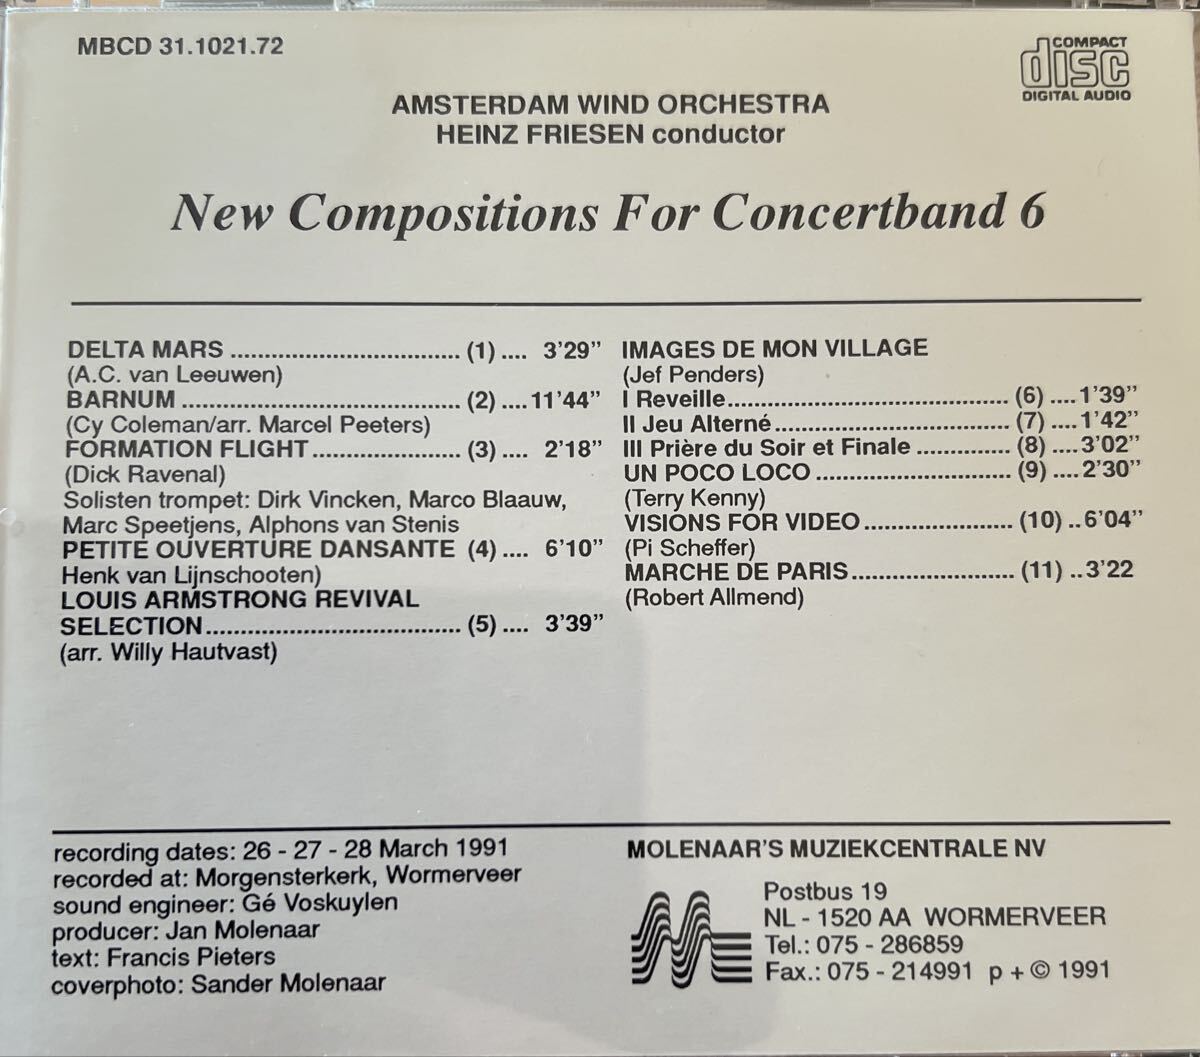 MBCD 31.1021.72
COMPACT
disc
DIGITAL AUDIO
AMSTERDAM WIND ORCHESTRA
HEINZ FRIESEN conductor
New Compositions For Concertband 6
DELTA MARS .................................. (1) .... 3'29"
(A.C. van Leeuwen)
BARNUM ......................................... (2) ....11'44"
(Cy Coleman/arr. Marcel Peeters)
FORMATION FLIGHT...................... (3) .... 2'18"
(Dick Ravenal)
Solisten trompet: Dirk Vincken, Marco Blaauw,
Marc Speetjens, Alphons van Stenis
PETITE OUVERTURE DANSANTE (4) .... 6'10"
Henk van Lijnschooten)
LOUIS ARMSTRONG REVIVAL
SELECTION...................................... (5) .... 3'39"
(arr. Willy Hautvast)
IMAGES DE MON VILLAGE
(Jef Penders)
I Reveille.......................................... (6) ....1'39"
II Jeu Alterné................................... (7) ....1'42"
III Prière du Soir et Finale .............. (8) ....3'02"
UN POCO LOCO ............................. (9) ....2'30"
(Terry Kenny)
VISIONS FOR VIDEO...................... (10) ..6'04"
(Pi Scheffer)
MARCHE DE PARIS........................ (11) ..3'22
(Robert Allmend)
recording dates: 26 - 27 - 28 March 1991
recorded at: Morgensterkerk, Wormerveer
sound engineer: Gé Voskuylen
producer: Jan Molenaar
text: Francis Pieters
coverphoto: Sander Molenaar
MOLENAAR'S MUZIEKCENTRALE NV
Postbus 19
NL - 1520 AA WORMERVEER
Tel.: 075 - 286859
Fax.: 075 - 214991 p + © 1991